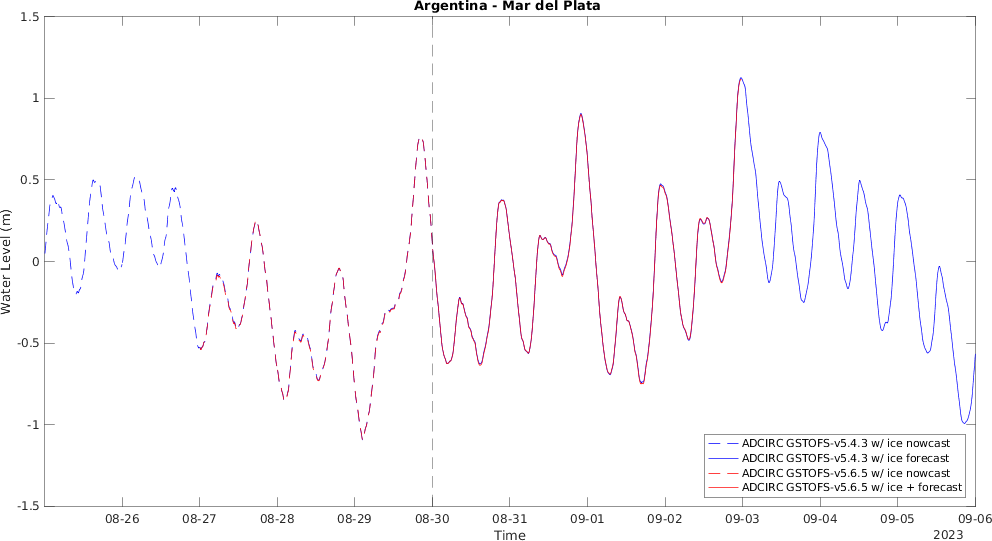 Argentina - Mar del Plata
1.5
1
0.5
0
-0.5
-1
-1.5
Water Level (m)
08-26 08-27 08-28 08-29 08-30 08-31 09-01 09-02 09-03 09-04 09-05 09-06
Time
2023
ADCIRC GSTOFS-v5.4.3 w/ ice nowcast
ADCIRC GSTOFS-v5.4.3 w/ ice forecast
ADCIRC GSTOFS-v5.6.5 w/ ice nowcast
ADCIRC GSTOFS-v5.6.5 w/ ice + forecast